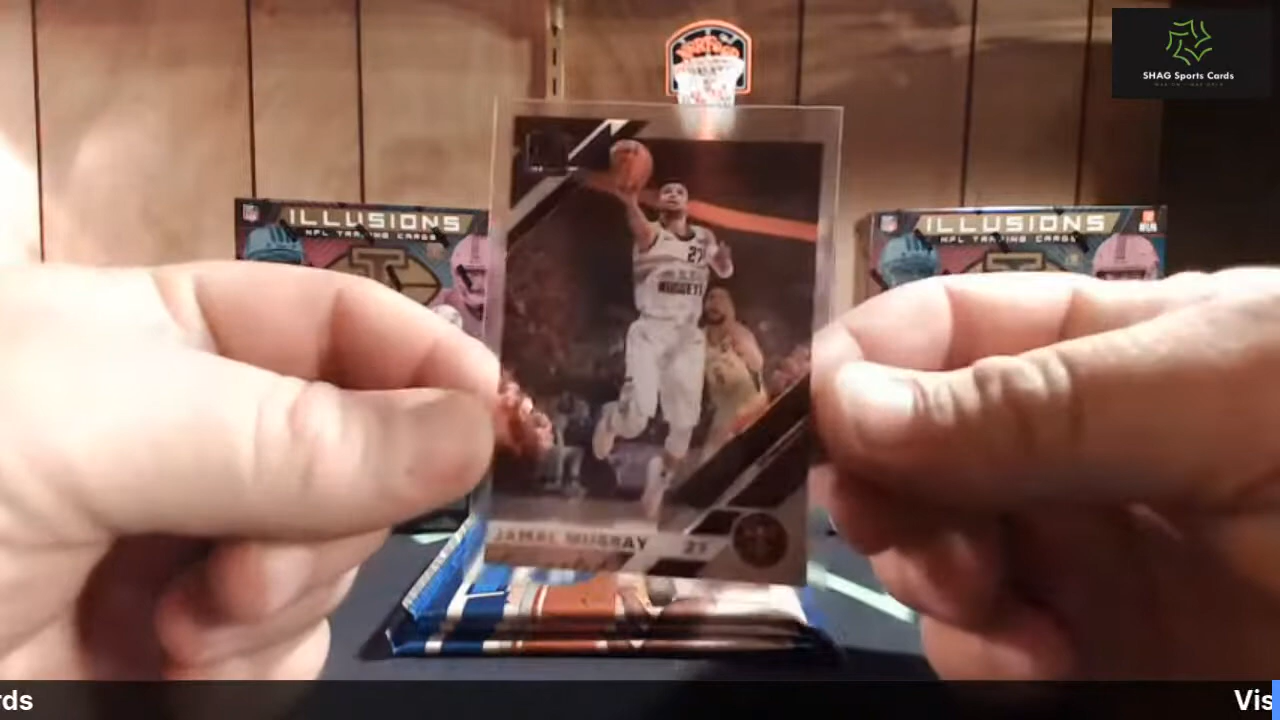 SHAG Sports Cards
ILLUSIONS
NFL TRADING CARDS
ILLUSIONS
NFL TRADING CARDS
27
NUGGETS
JAMAL MURRAY 27
rds
Vis